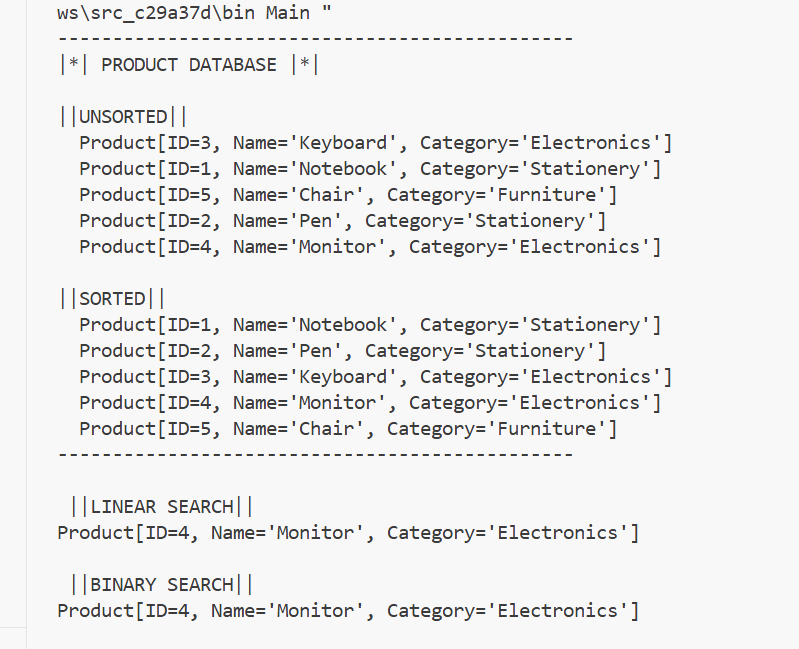 ws\src_c29a37d\bin Main "
-----------------------------------------------
|*| PRODUCT DATABASE |*|
||UNSORTED||
Product[ID=3, Name='Keyboard', Category='Electronics']
Product[ID=1, Name='Notebook', Category='Stationery']
Product[ID=5, Name='Chair', Category='Furniture']
Product[ID=2, Name='Pen', Category='Stationery']
Product[ID=4, Name='Monitor', Category='Electronics']
||SORTED||
Product[ID=1, Name='Notebook', Category='Stationery']
Product[ID=2, Name='Pen', Category='Stationery']
Product[ID=3, Name='Keyboard', Category='Electronics']
Product[ID=4, Name='Monitor', Category='Electronics']
Product[ID=5, Name='Chair', Category='Furniture']
-----------------------------------------------
||LINEAR SEARCH||
Product[ID=4, Name='Monitor', Category='Electronics']
||BINARY SEARCH||
Product[ID=4, Name='Monitor', Category='Electronics']